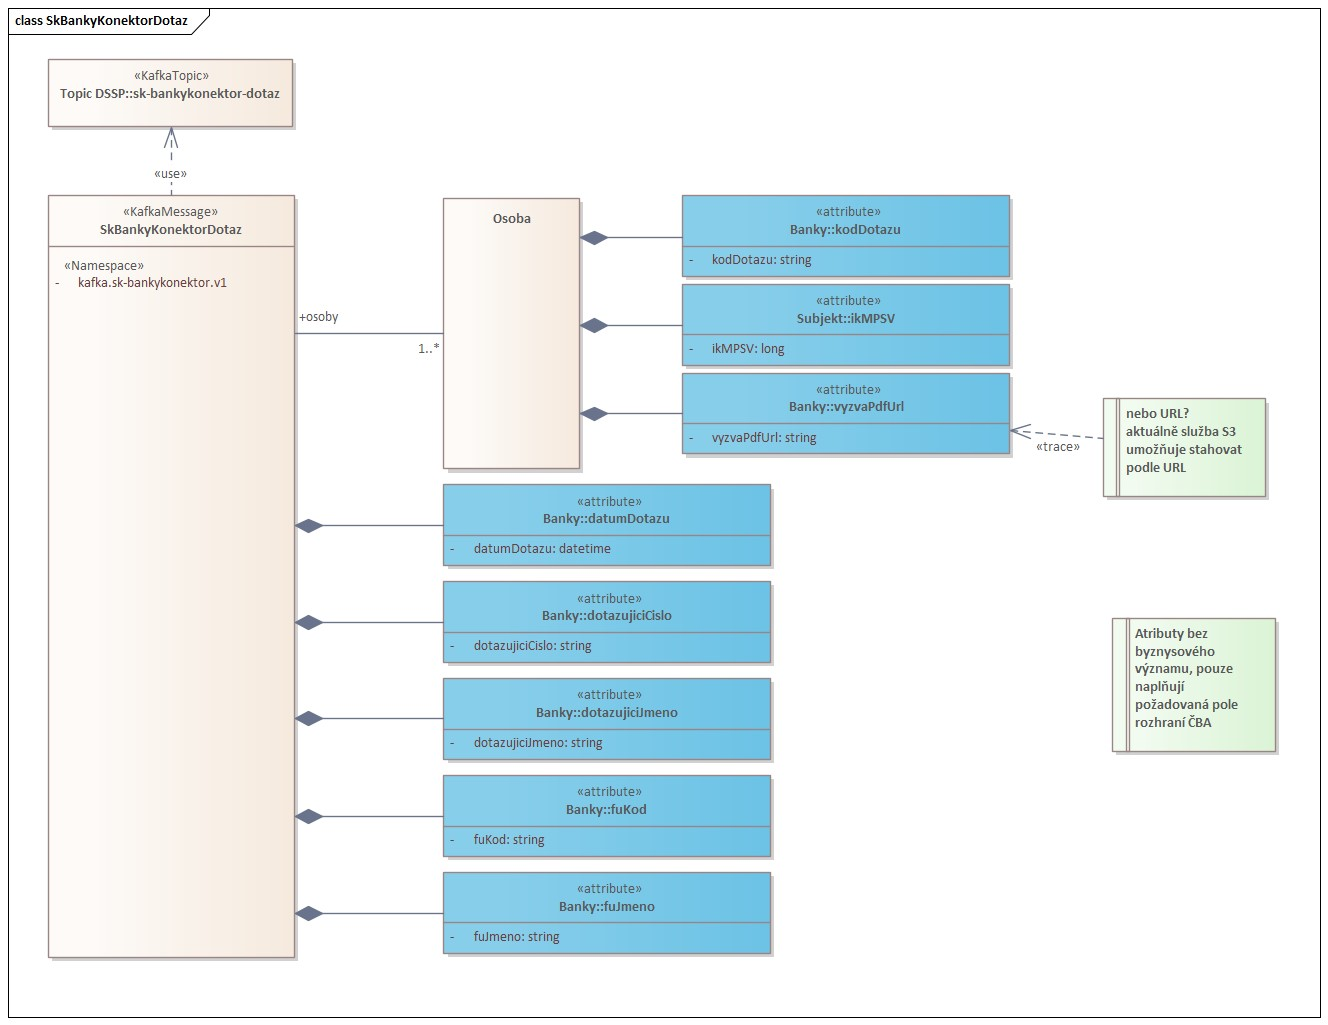 class SkBankyKonektorDotaz
«KafkaTopic»
Topic DSSP::sk-bankykonektor-dotaz
«use»
«KafkaMessage»
SkBankyKonektorDotaz
«Namespace»
- kafka.sk-bankykonektor.v1
+osoby
1..*
Osoba
«attribute»
Banky::kodDotazu
- kodDotazu: string
«attribute»
Subjekt::ikMPSV
- ikMPSV: long
«attribute»
Banky::vyzvaPdfUrl
- vyzvaPdfUrl: string
«trace»
nebo URL?
aktuálně služba S3
umožňuje stahovat
podle URL
«attribute»
Banky::datumDotazu
- datumDotazu: datetime
«attribute»
Banky::dotazujiciCislo
- dotazujiciCislo: string
«attribute»
Banky::dotazujiciJmeno
- dotazujiciJmeno: string
«attribute»
Banky::fuKod
- fuKod: string
«attribute»
Banky::fuJmeno
- fuJmeno: string
Atributy bez
byznysového
významu, pouze
naplňují
požadovaná pole
rozhraní ČBA